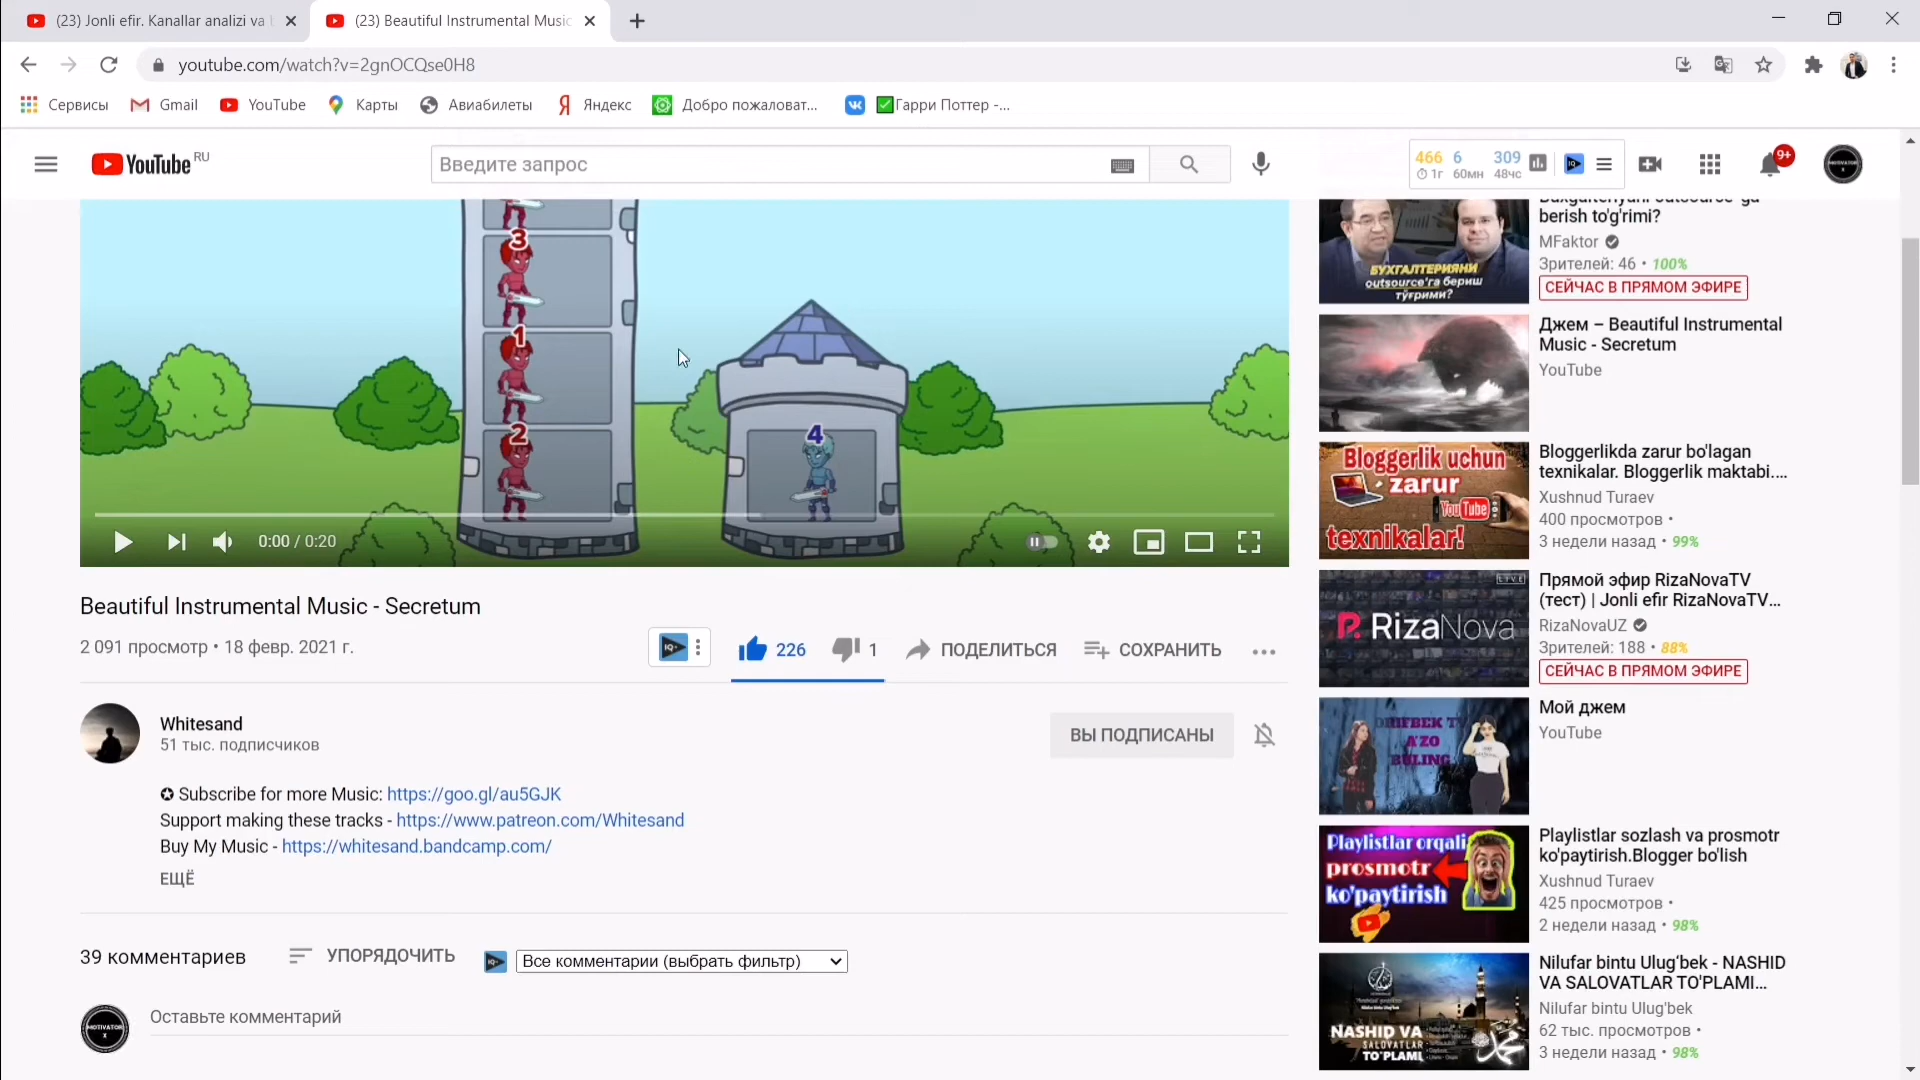 (23) Jonli efir. Kanallar analizi va
(23) Beautiful Instrumental Music
youtube.com/watch?v=2gnOCQse0H8
Сервисы
Gmail
YouTube
Карты
Авиабилеты
Яндекс
Добро пожаловат...
Гарри Поттер -...
YouTube RU
Введите запрос
466 6 309
1г 60мн 48чс
9+
3
1
2
4
0:00 / 0:20
Beautiful Instrumental Music - Secretum
2 091 просмотр • 18 февр. 2021 г.
226
1
ПОДЕЛИТЬСЯ
СОХРАНИТЬ
Whitesand
51 тыс. подписчиков
ВЫ ПОДПИСАНЫ
✪ Subscribe for more Music: https://goo.gl/au5GJK
Support making these tracks - https://www.patreon.com/Whitesand
Buy My Music - https://whitesand.bandcamp.com/
ЕЩЁ
39 комментариев
УПОРЯДОЧИТЬ
Все комментарии (выбрать фильтр)
MOTIVATOR
X
Оставьте комментарий
БУХГАЛТЕРИЯНИ
outsource'га бериш
тўғрими?
berish to'g'rimi?
MFaktor
Зрителей: 46 • 100%
СЕЙЧАС В ПРЯМОМ ЭФИРЕ
Джем – Beautiful Instrumental
Music - Secretum
YouTube
Bloggerlik uchun
zarur
YouTube
texnikalar!
Bloggerlikda zarur bo'lagan
texnikalar. Bloggerlik maktabi....
Xushnud Turaev
400 просмотров •
3 недели назад • 99%
LIVE
RizaNova
Прямой эфир RizaNovaTV
(тест) | Jonli efir RizaNovaTV...
RizaNovaUZ
Зрителей: 188 • 88%
СЕЙЧАС В ПРЯМОМ ЭФИРЕ
A'ZO
BULING
Мой джем
YouTube
Playlistlar orqali
prosmotr
ko'paytirish
Playlistlar sozlash va prosmotr
ko'paytirish.Blogger bo'lish
Xushnud Turaev
425 просмотров •
2 недели назад • 98%
NASHID VA
SALOVATLAR
TO'PLAMI
Nilufar bintu Ulug‘bek - NASHID
VA SALOVATLAR TO'PLAMI...
Nilufar bintu Ulug'bek
62 тыс. просмотров •
3 недели назад • 98%